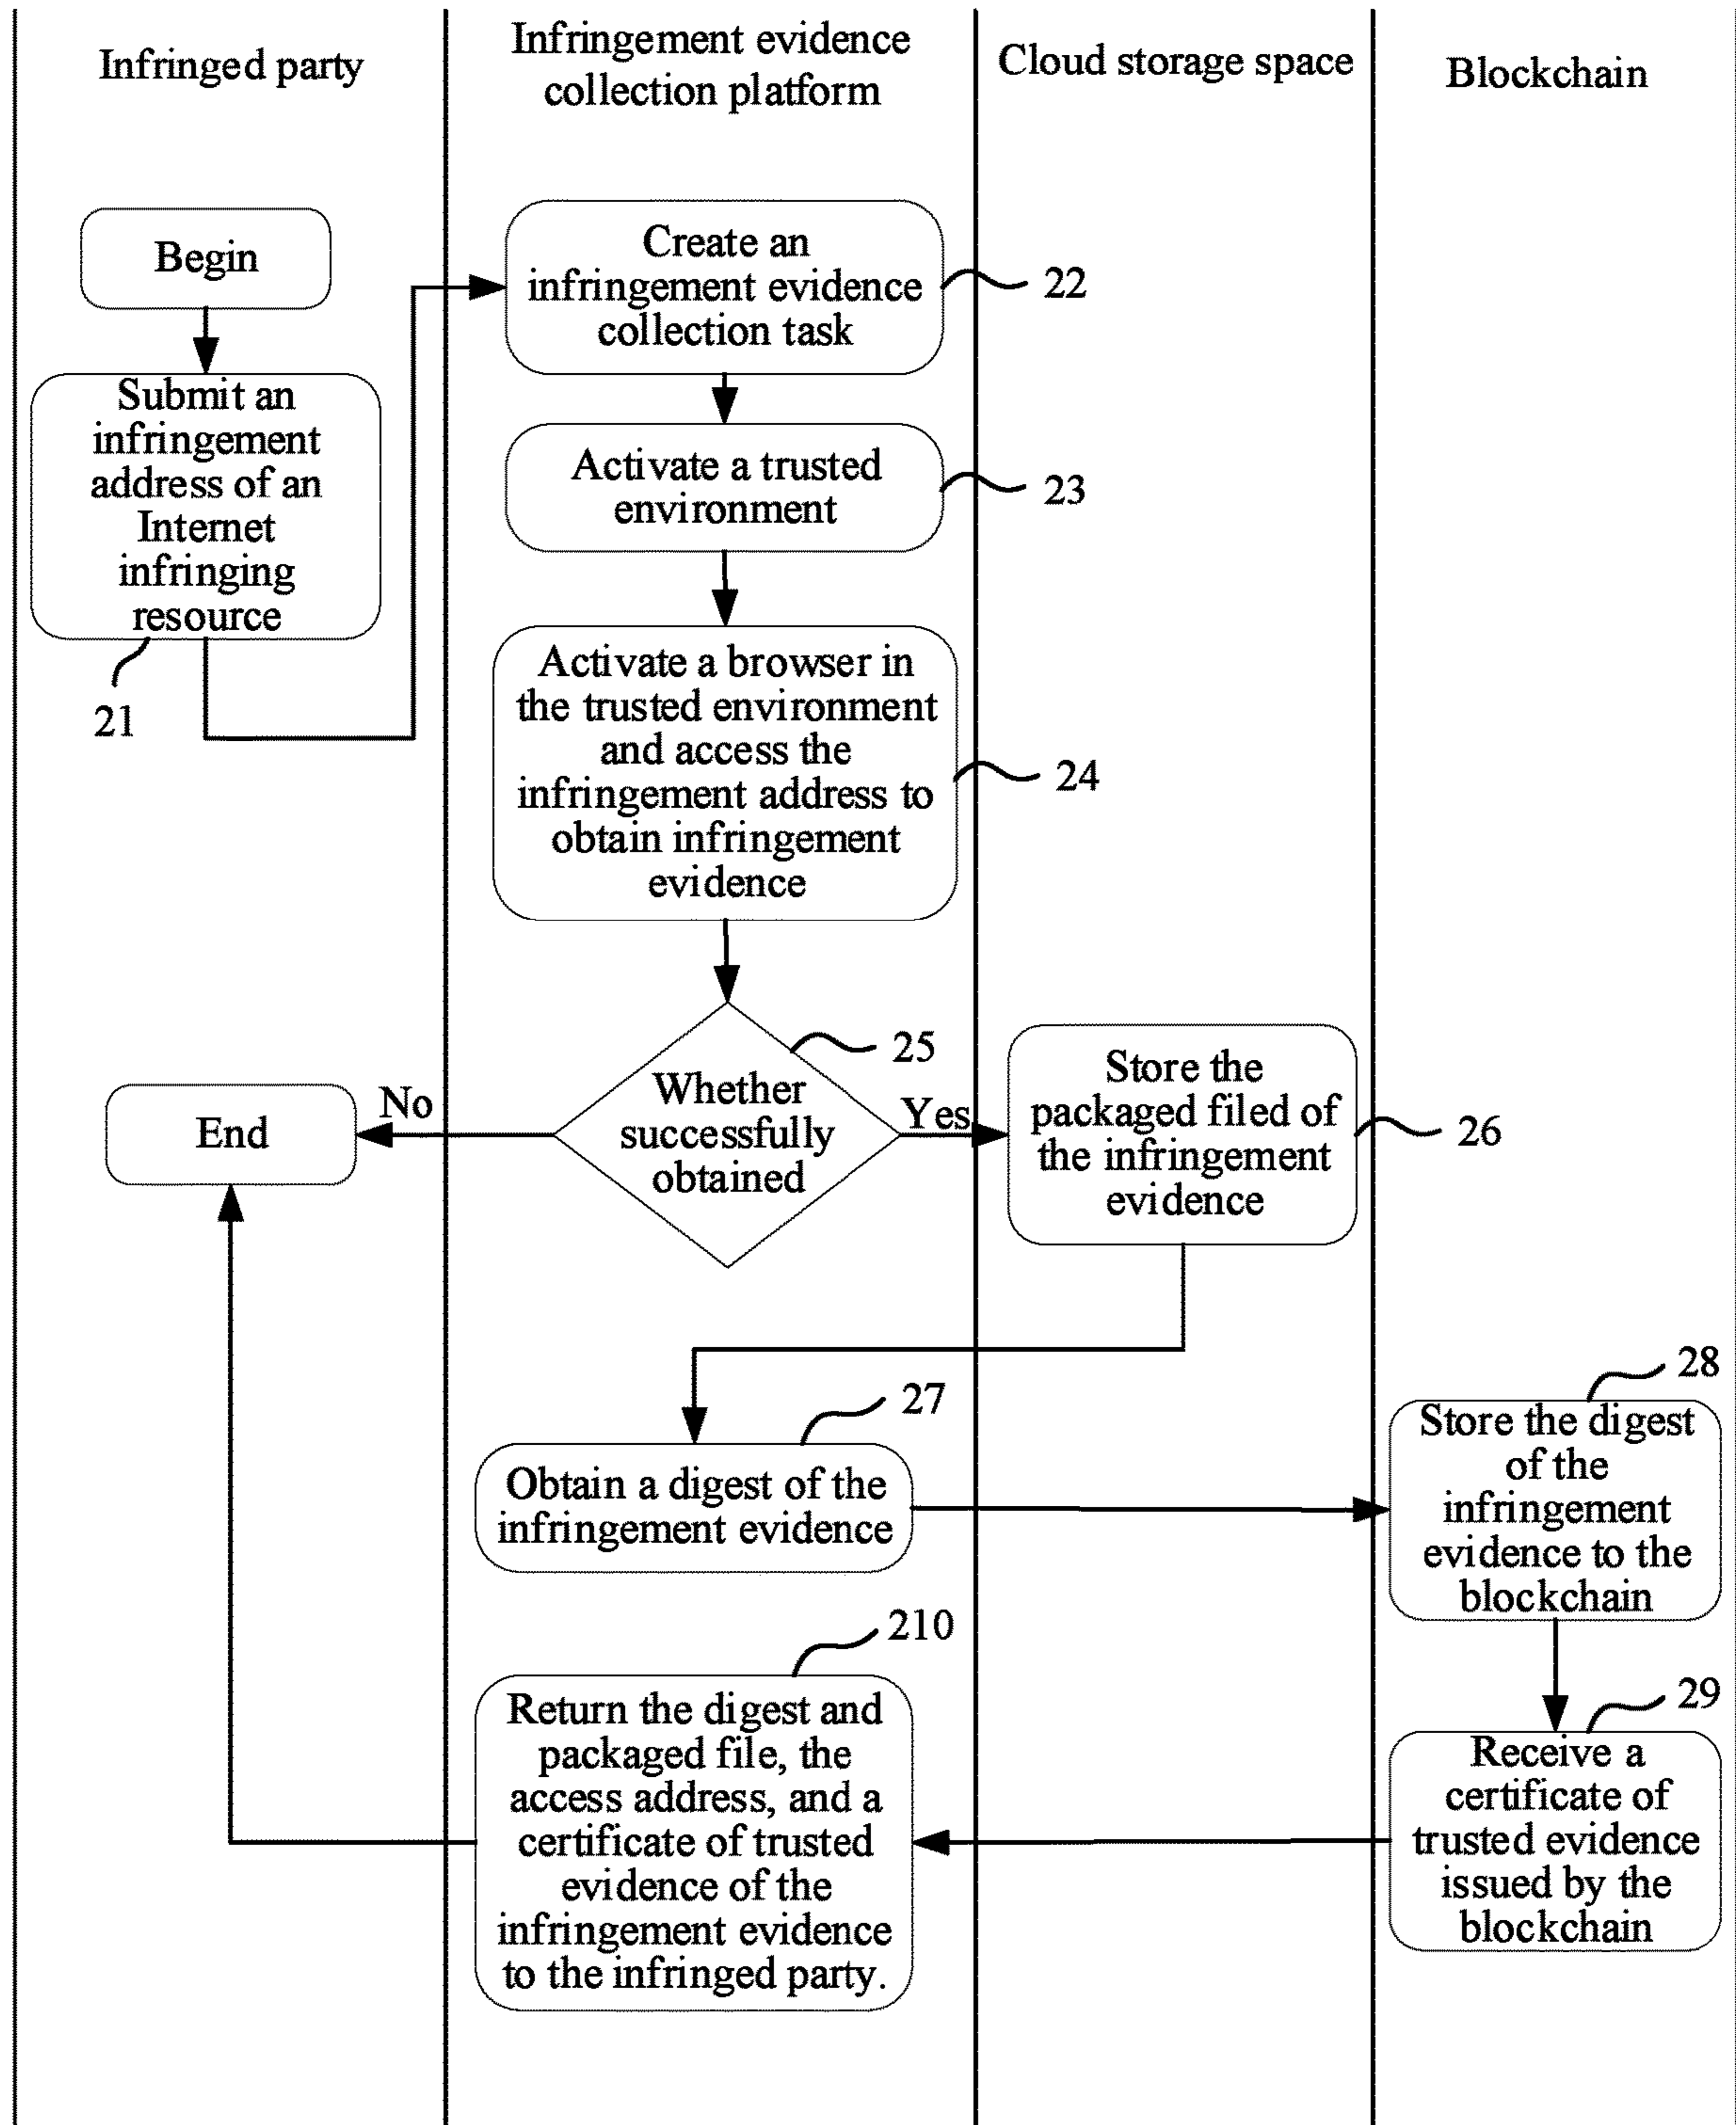 Infringed party
Infringement evidence
collection platform
Cloud storage space
Blockchain
Begin
Submit an
infringement
address of an
Internet
infringing
resource
21
Create an
infringement evidence
collection task
22
Activate a trusted
environment
23
Activate a browser in
the trusted environment
and access the
infringement address to
obtain infringement
evidence
24
25
Whether
successfully
obtained
No
End
Yes
Store the
packaged filed of
the infringement
evidence
26
27
Obtain a digest of the
infringement evidence
28
Store the digest
of the
infringement
evidence to the
blockchain
29
Receive a
certificate of
trusted evidence
issued by the
blockchain
210
Return the digest and
packaged file, the
access address, and a
certificate of trusted
evidence of the
infringement evidence
to the infringed party.